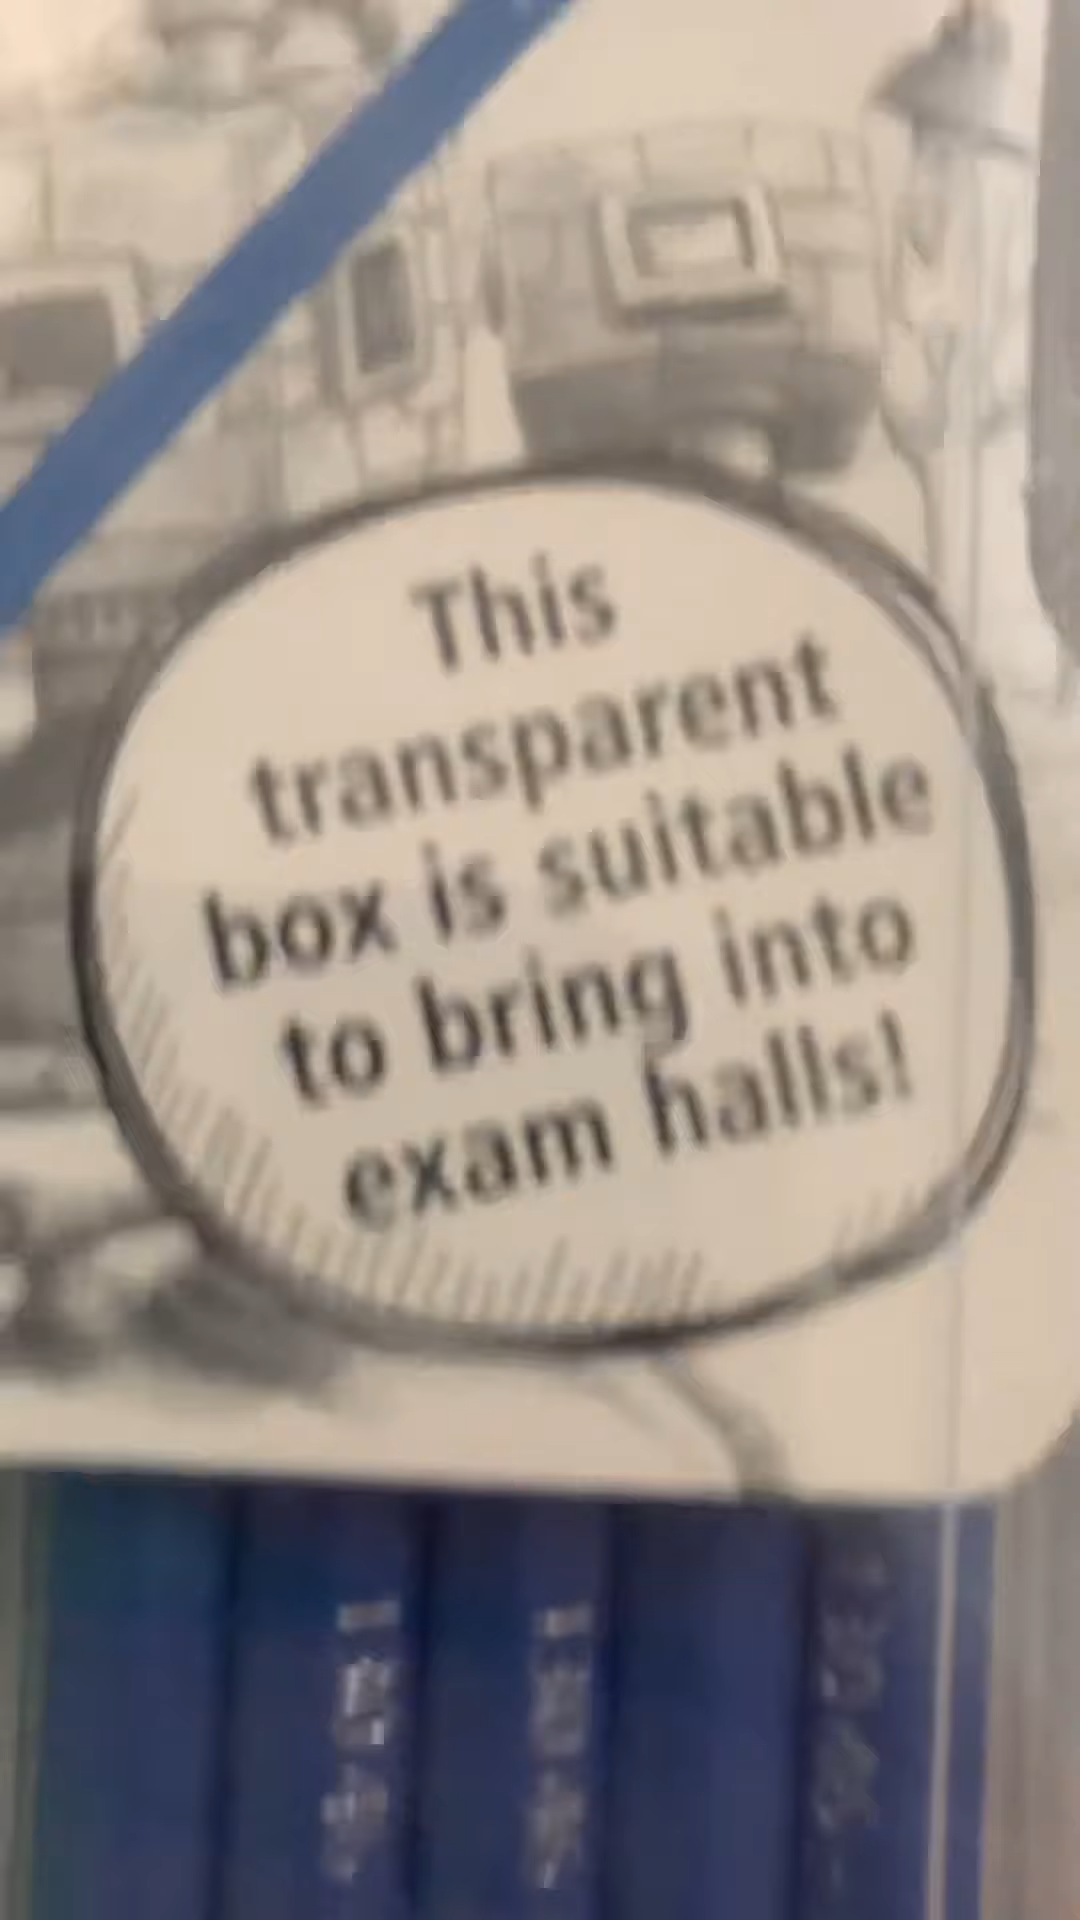 This
transparent
box is suitable
to bring into
exam halls!